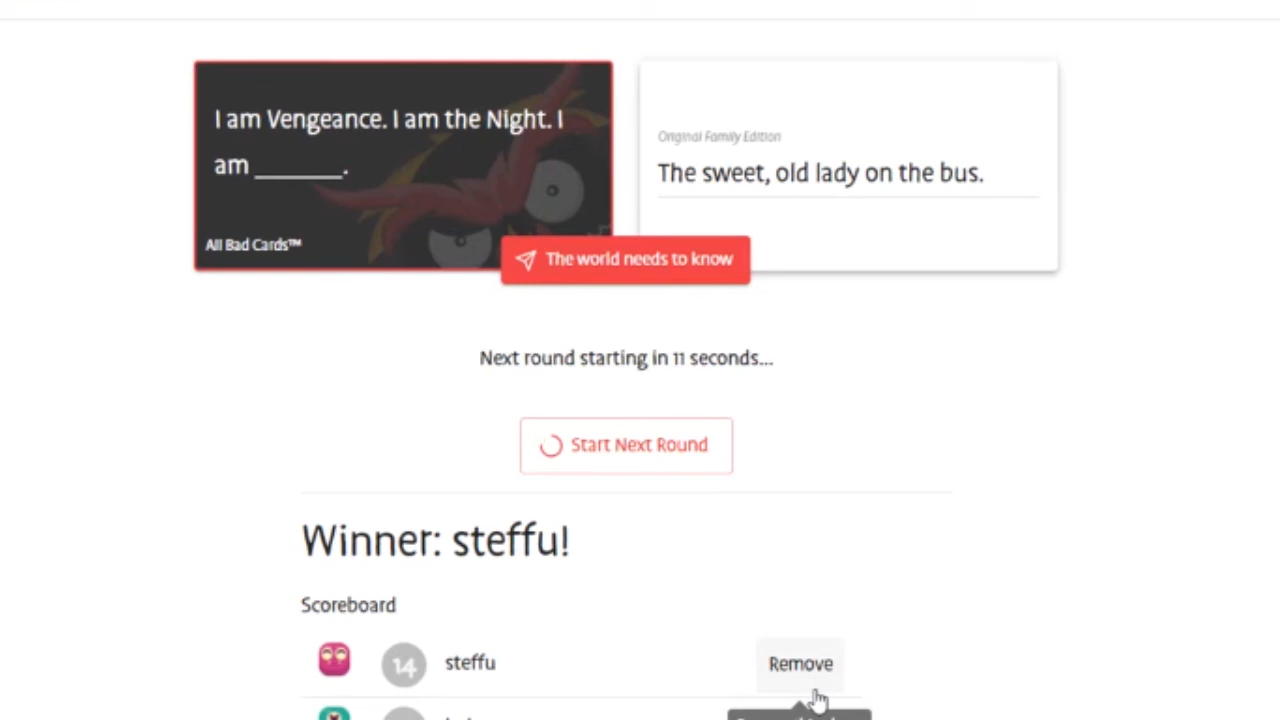 I am Vengeance. I am the Night. I
am ______.
All Bad Cards™
Original Family Edition
The sweet, old lady on the bus.
The world needs to know
Next round starting in 11 seconds...
Start Next Round
Winner: steffu!
Scoreboard
14 steffu Remove